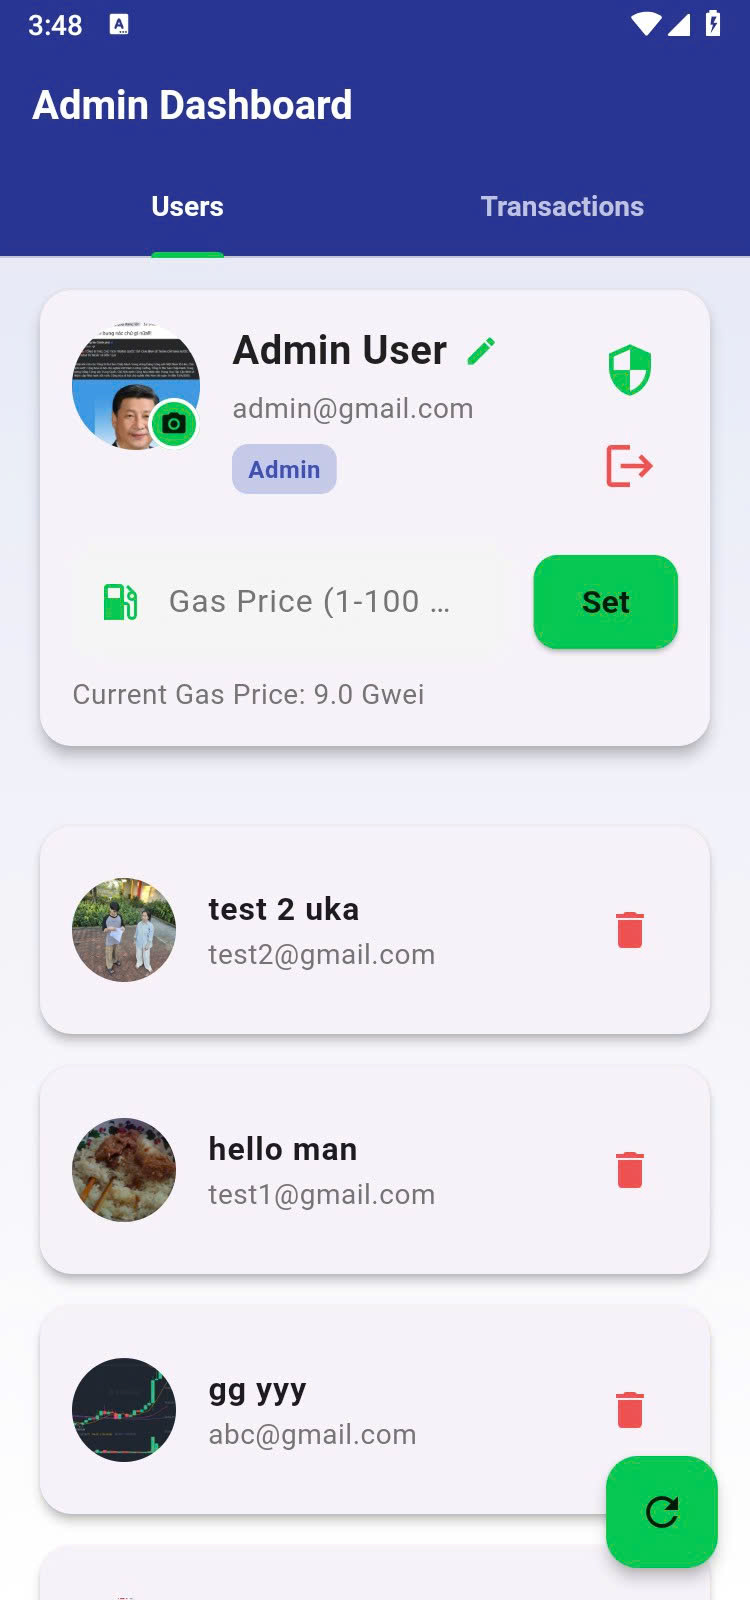 3:48
Admin Dashboard
Users
Transactions
Admin User
admin@gmail.com
Admin
Gas Price (1-100 ...
Set
Current Gas Price: 9.0 Gwei
test 2 uka
test2@gmail.com
hello man
test1@gmail.com
gg yyy
abc@gmail.com